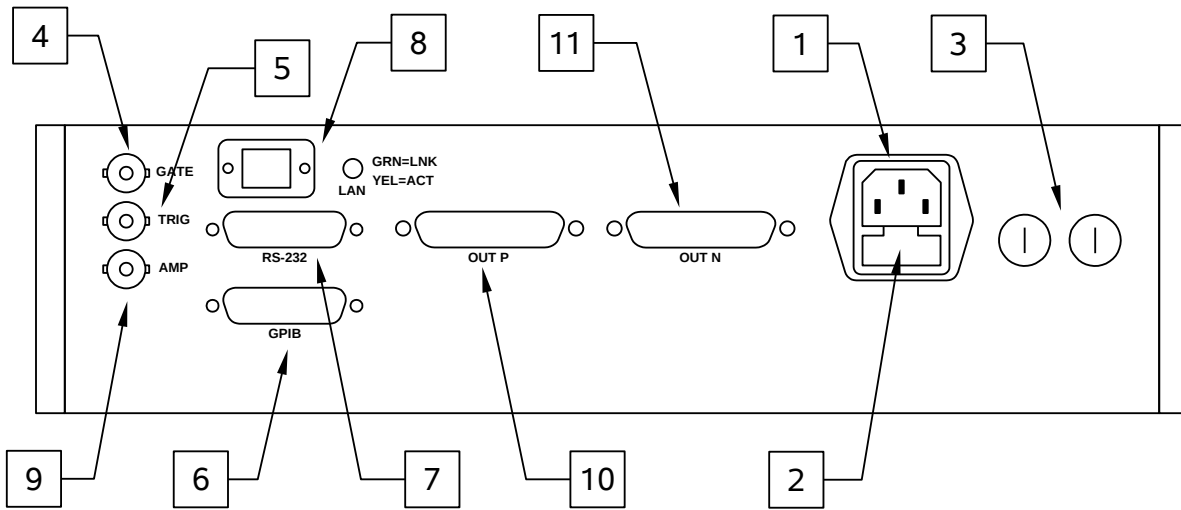 4
5
8
11
1
3
GATE
TRIG
AMP
LAN
GRN=LNK
YEL=ACT
RS-232
GPIB
OUT P
OUT N
9
6
7
10
2